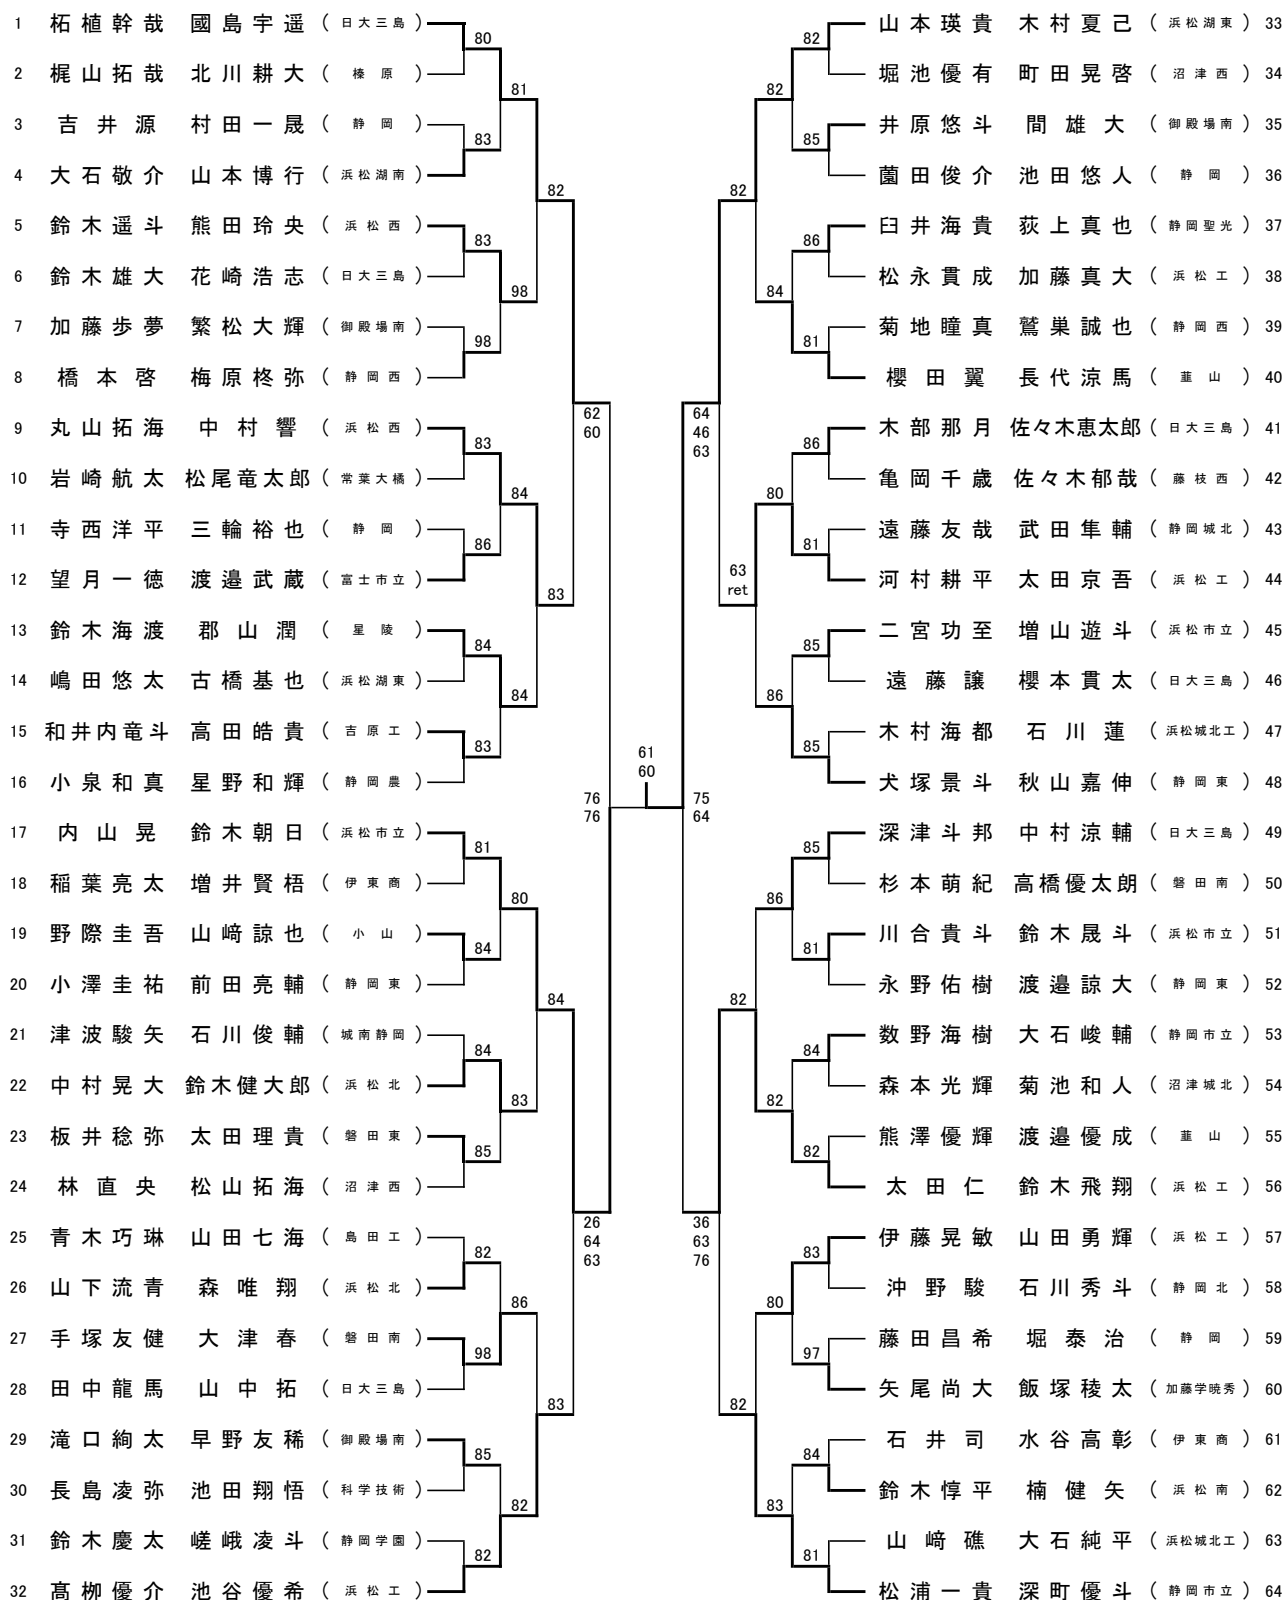 1 柘植幹哉 國島宇遥 (日大三島)
80
2 梶山拓哉 北川耕大 (榛原)
81
3 吉井源 村田一晟 (静岡)
83
4 大石敬介 山本博行 (浜松湖南)
82
5 鈴木遥斗 熊田玲央 (浜松西)
83
6 鈴木雄大 花崎浩志 (日大三島)
98
7 加藤歩夢 繁松大輝 (御殿場南)
98
8 橋本啓 梅原柊弥 (静岡西)
62
60
9 丸山拓海 中村響 (浜松西)
83
10 岩崎航太 松尾竜太郎 (常葉大橘)
84
11 寺西洋平 三輪裕也 (静岡)
86
12 望月一徳 渡邉武蔵 (富士市立)
83
13 鈴木海渡 郡山潤 (星陵)
84
14 嶋田悠太 古橋基也 (浜松湖東)
84
15 和井内竜斗 高田皓貴 (吉原工)
83
16 小泉和真 星野和輝 (静岡農)
76
76
17 内山晃 鈴木朝日 (浜松市立)
81
18 稲葉亮太 増井賢梧 (伊東商)
80
19 野際圭吾 山﨑諒也 (小山)
84
20 小澤圭祐 前田亮輔 (静岡東)
84
21 津波駿矢 石川俊輔 (城南静岡)
84
22 中村晃大 鈴木健太郎 (浜松北)
83
23 板井稔弥 太田理貴 (磐田東)
85
24 林直央 松山拓海 (沼津西)
26
64
63
25 青木巧琳 山田七海 (島田工)
82
26 山下流青 森唯翔 (浜松北)
86
27 手塚友健 大津春 (磐田南)
98
28 田中龍馬 山中拓 (日大三島)
83
29 滝口絢太 早野友稀 (御殿場南)
85
30 長島凌弥 池田翔悟 (科学技術)
82
31 鈴木慶太 嵯峨凌斗 (静岡学園)
82
32 髙栁優介 池谷優希 (浜松工)
61
60
山本瑛貴 木村夏己 (浜松湖東) 33
82
堀池優有 町田晃啓 (沼津西) 34
82
井原悠斗 間雄大 (御殿場南) 35
85
薗田俊介 池田悠人 (静岡) 36
82
臼井海貴 荻上真也 (静岡聖光) 37
86
松永貫成 加藤真大 (浜松工) 38
84
菊地瞳真 鷲巣誠也 (静岡西) 39
81
櫻田翼 長代涼馬 (韮山) 40
64
46
63
木部那月 佐々木恵太郎 (日大三島) 41
86
亀岡千歳 佐々木郁哉 (藤枝西) 42
80
遠藤友哉 武田隼輔 (静岡城北) 43
81
河村耕平 太田京吾 (浜松工) 44
63
ret
二宮功至 増山遊斗 (浜松市立) 45
85
遠藤譲 櫻本貫太 (日大三島) 46
86
木村海都 石川蓮 (浜松城北工) 47
85
犬塚景斗 秋山嘉伸 (静岡東) 48
75
64
深津斗邦 中村涼輔 (日大三島) 49
85
杉本萌紀 高橋優太朗 (磐田南) 50
86
川合貴斗 鈴木晟斗 (浜松市立) 51
81
永野佑樹 渡邉諒大 (静岡東) 52
82
数野海樹 大石峻輔 (静岡市立) 53
84
森本光輝 菊池和人 (沼津城北) 54
82
熊澤優輝 渡邉優成 (韮山) 55
82
太田仁 鈴木飛翔 (浜松工) 56
36
63
76
伊藤晃敏 山田勇輝 (浜松工) 57
83
沖野駿 石川秀斗 (静岡北) 58
80
藤田昌希 堀泰治 (静岡) 59
97
矢尾尚大 飯塚稜太 (加藤学暁秀) 60
82
石井司 水谷高彰 (伊東商) 61
84
鈴木惇平 楠健矢 (浜松南) 62
83
山﨑礁 大石純平 (浜松城北工) 63
81
松浦一貴 深町優斗 (静岡市立) 64